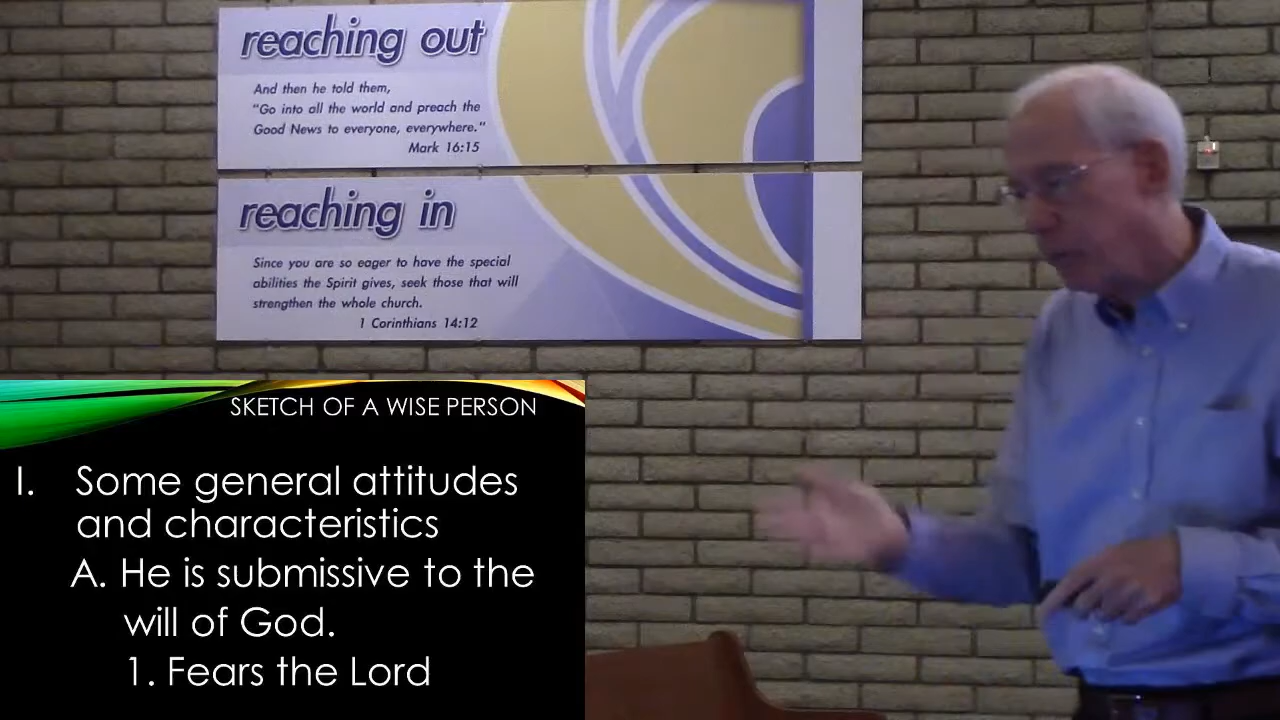 reaching out
And then he told them,
"Go into all the world and preach the
Good News to everyone, everywhere."
Mark 16:15
reaching in
Since you are so eager to have the special
abilities the Spirit gives, seek those that will
strengthen the whole church.
1 Corinthians 14:12
SKETCH OF A WISE PERSON
I. Some general attitudes
and characteristics
A. He is submissive to the
will of God.
1. Fears the Lord